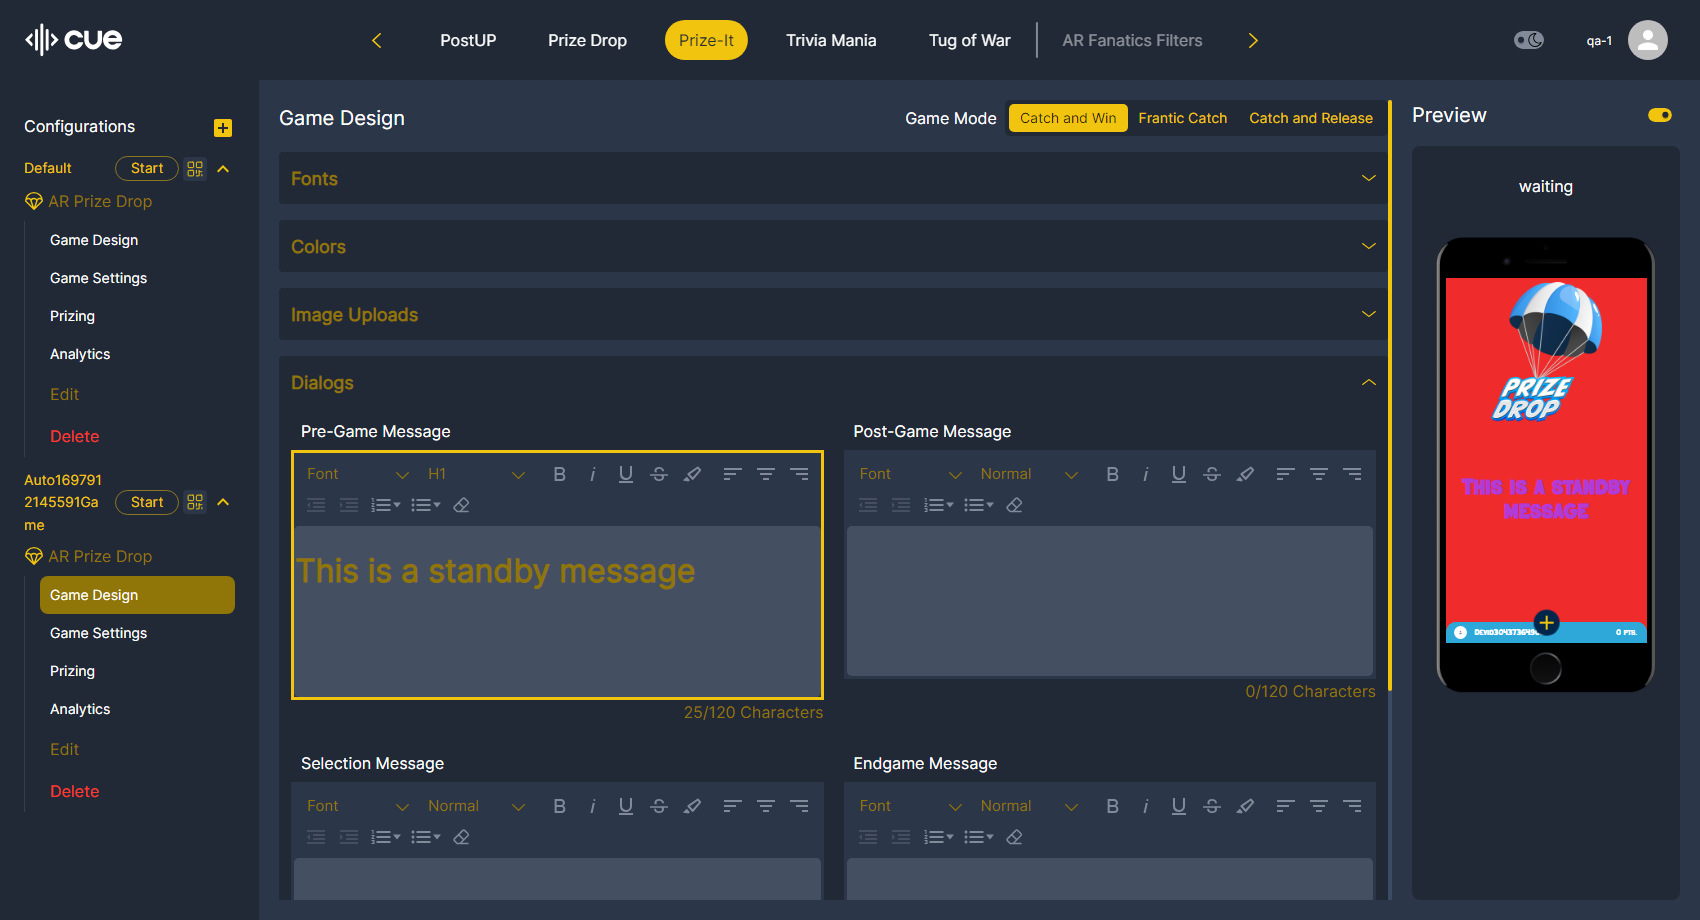 cue
PostUP
Prize Drop
Prize-It
Trivia Mania
Tug of War
AR Fanatics Filters
qa-1
Configurations
Default
Start
AR Prize Drop
Game Design
Game Settings
Prizing
Analytics
Edit
Delete
Auto169791
2145591Ga
me
Start
AR Prize Drop
Game Design
Game Settings
Prizing
Analytics
Edit
Delete
Game Design
Game Mode
Catch and Win
Frantic Catch
Catch and Release
Fonts
Colors
Image Uploads
Dialogs
Pre-Game Message
Font
H1
This is a standby message
25/120 Characters
Post-Game Message
Font
Normal
0/120 Characters
Selection Message
Font
Normal
Endgame Message
Font
Normal
Preview
waiting
PRIZE
DROP
THIS IS A STANDBY
MESSAGE
0 PTS.